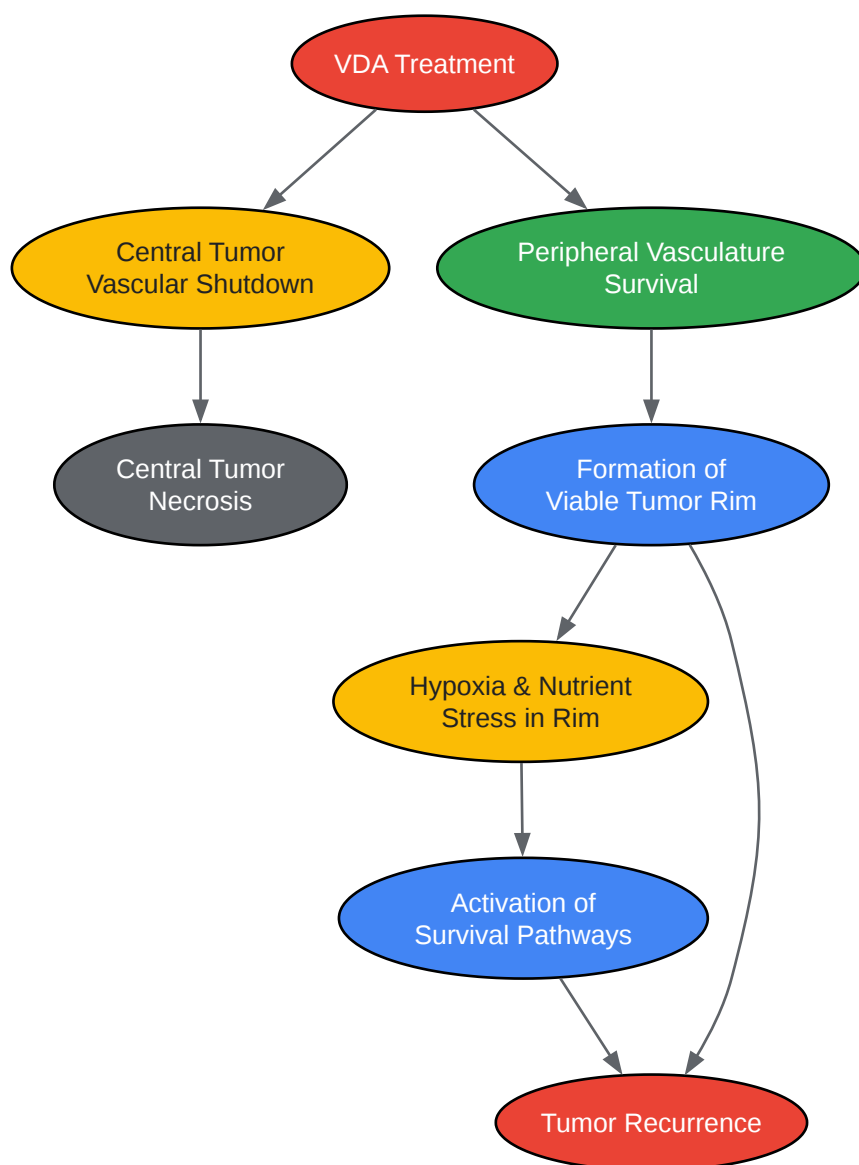 VDA Treatment
Central Tumor
Vascular Shutdown
Peripheral Vasculature
Survival
Central Tumor
Necrosis
Formation of
Viable Tumor Rim
Hypoxia & Nutrient
Stress in Rim
Activation of
Survival Pathways
Tumor Recurrence